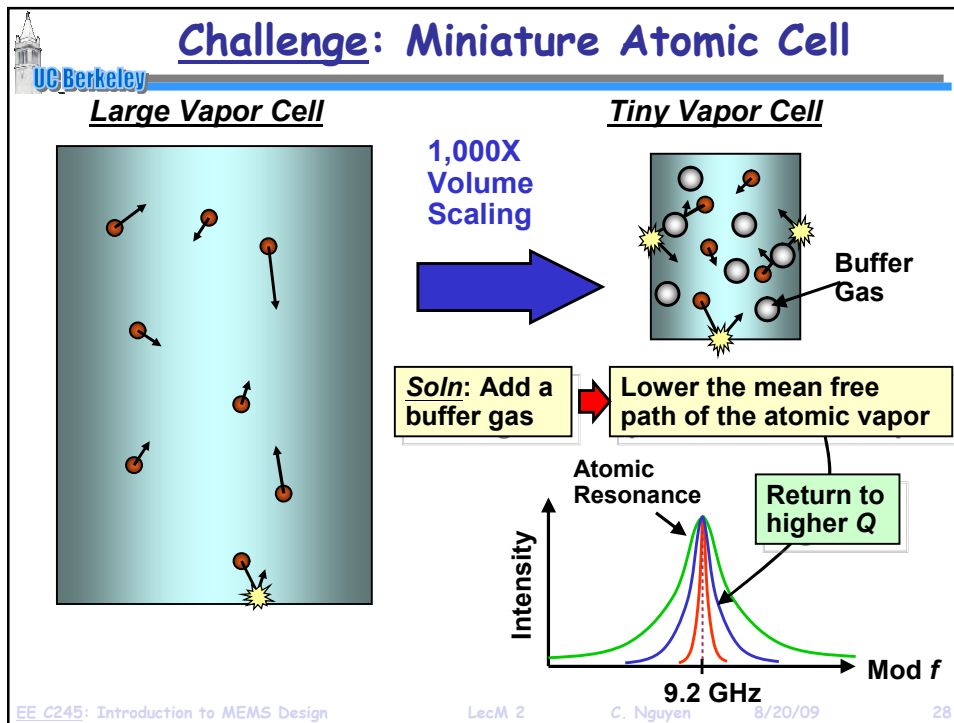 Challenge: Miniature Atomic Cell
UC Berkeley
Large Vapor Cell
Tiny Vapor Cell
1,000X
Volume
Scaling
Buffer
Gas
Soln: Add a
buffer gas
Lower the mean free
path of the atomic vapor
Atomic
Resonance
Return to
higher Q
Intensity
Mod f
9.2 GHz
EE C245: Introduction to MEMS Design LecM 2 C. Nguyen 8/20/09 28